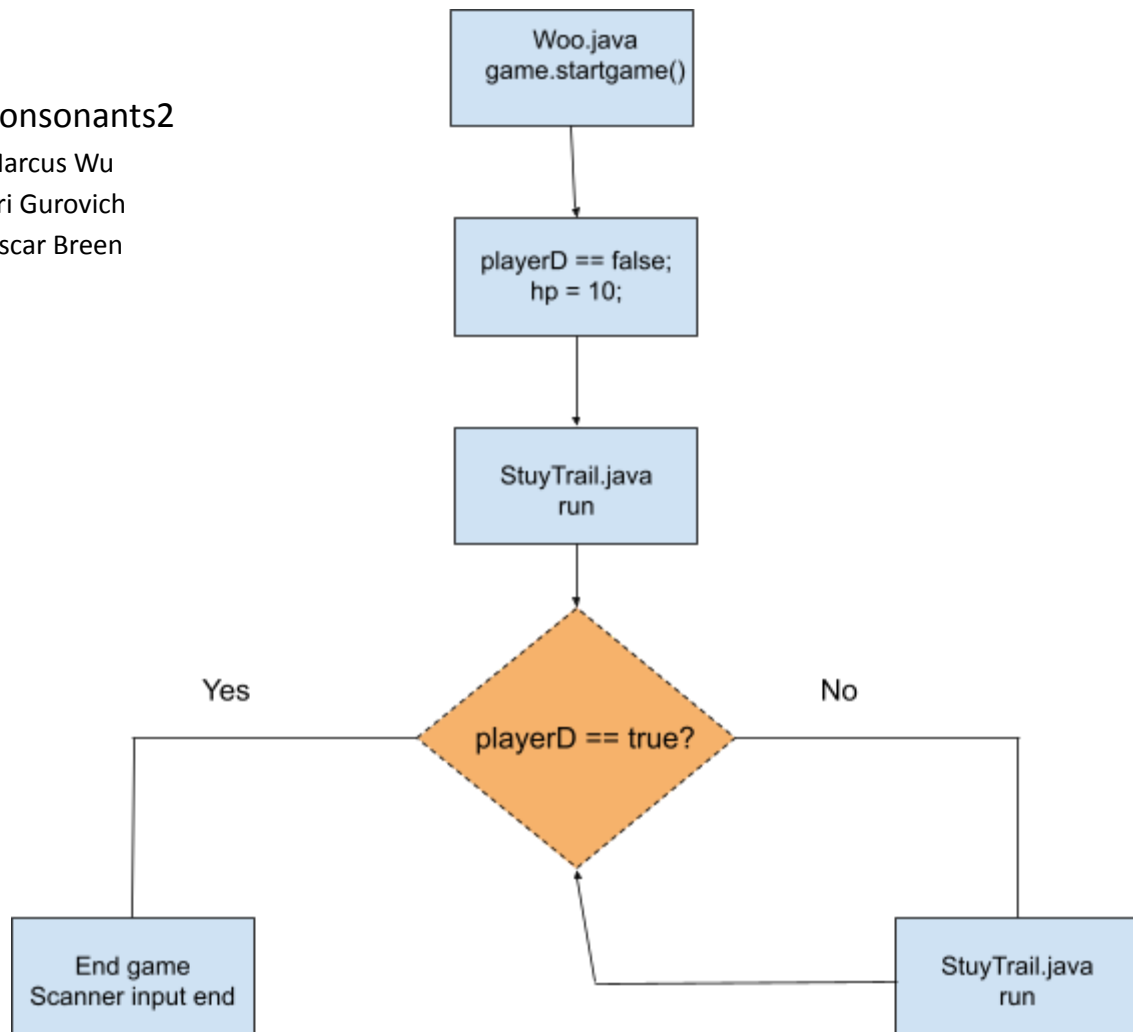 Woo.java
game.startgame()
onsonants2
arcus Wu
ri Gurovich
scar Breen
playerD == false;
hp = 10;
StuyTrail.java
run
Yes
No
playerD == true?
End game
Scanner input end
StuyTrail.java
run